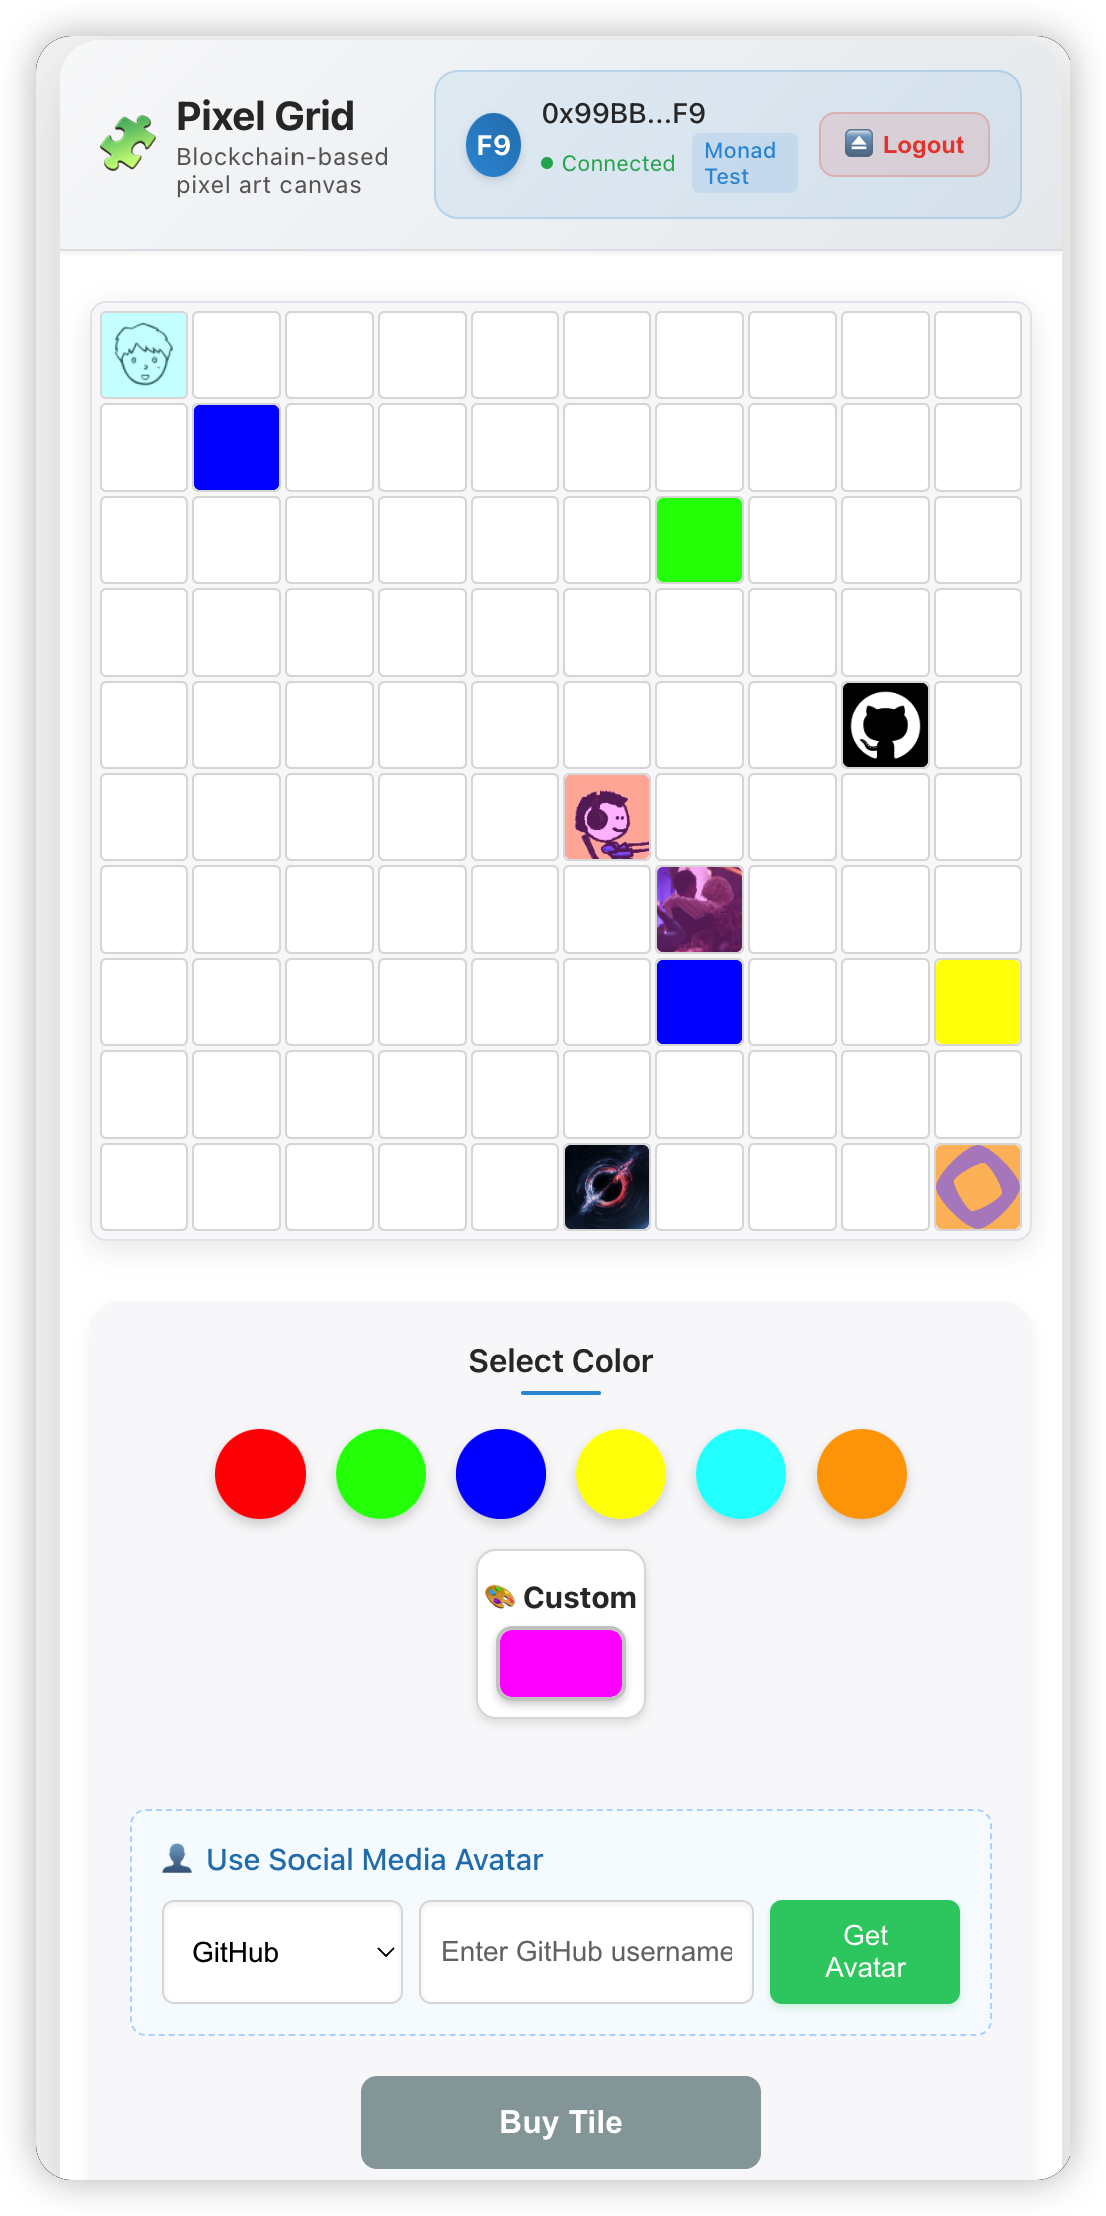 Pixel Grid
Blockchain-based
pixel art canvas
F9
0x99BB...F9
Connected
Monad
Test
Logout
Select Color
Custom
Use Social Media Avatar
GitHub
Enter GitHub username
Get
Avatar
Buy Tile